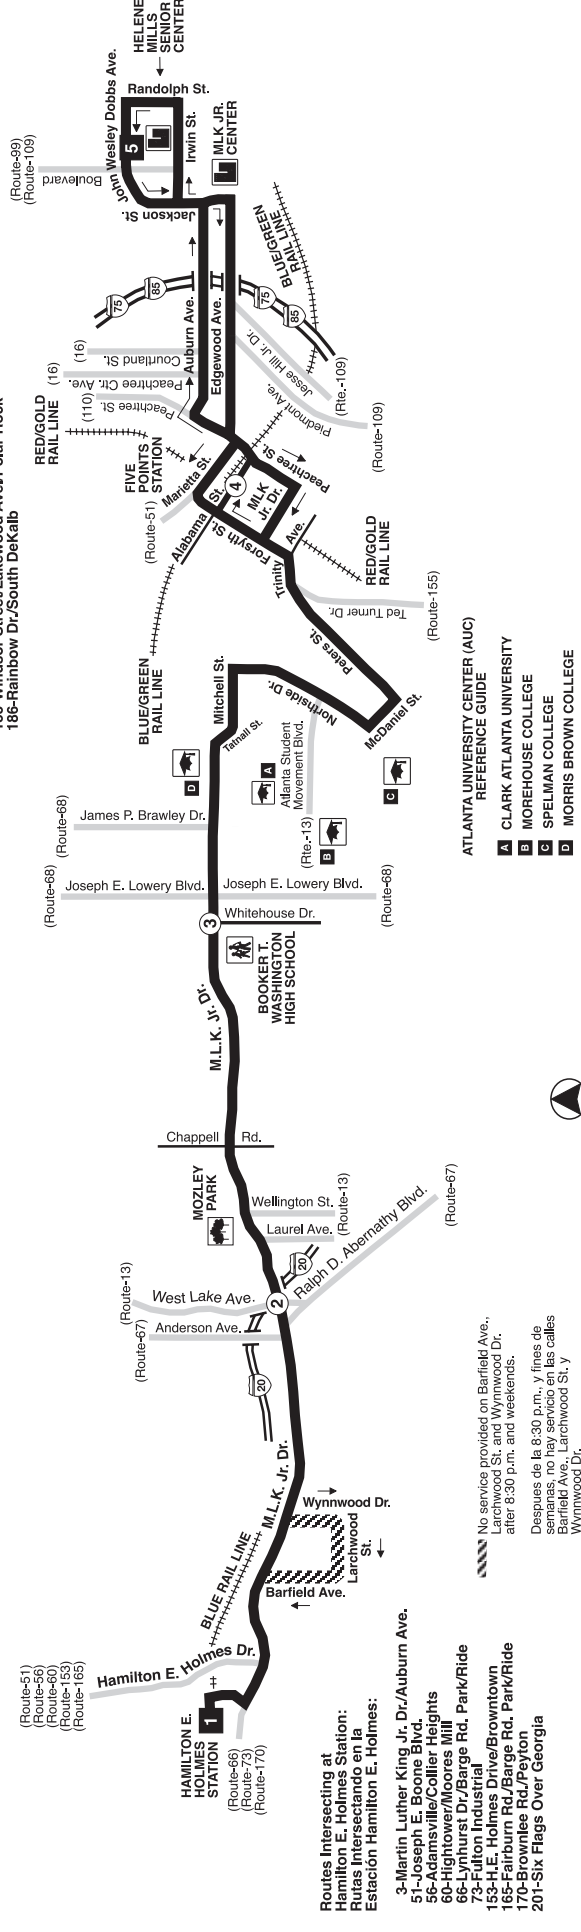 186-Rainbow Dr./South DeKalb
HELENE
MILLS
SENIOR
CENTER
Randolph St.
John Wesley Dobbs Ave.
5
Irwin St.
MLK JR.
CENTER
(Route-99)
(Route-109)
Boulevard
Jackson St.
BLUE/GREEN
RAIL LINE
75
85
75
85
Auburn Ave.
Edgewood Ave.
(16)
Courtland St.
(16)
Peachtree Ctr. Ave.
(110)
Peachtree St.
Jesse Hill Jr. Dr.
(Rte.-109)
Piedmont Ave.
(Route-109)
RED/GOLD
RAIL LINE
FIVE
POINTS
STATION
Marietta St.
(Route-51)
Alabama St.
4
MLK
Jr. Dr.
Peachtree St
Forsyth St.
Trinity Ave.
RED/GOLD
RAIL LINE
Ted Turner Dr.
(Route-155)
BLUE/GREEN
RAIL LINE
Peters St.
McDaniel St.
Northside Dr.
Mitchell St.
Tatnall St.
D
A
Atlanta Student
Movement Blvd.
(Rte.-13)
B
C
ATLANTA UNIVERSITY CENTER (AUC)
REFERENCE GUIDE
A CLARK ATLANTA UNIVERSITY
B MOREHOUSE COLLEGE
C SPELMAN COLLEGE
D MORRIS BROWN COLLEGE
(Route-68)
James P. Brawley Dr.
(Route-68)
Joseph E. Lowery Blvd.
Joseph E. Lowery Blvd.
(Route-68)
3
Whitehouse Dr.
BOOKER T.
WASHINGTON
HIGH SCHOOL
M.L.K. Jr. Dr.
Chappell Rd.
MOZLEY
PARK
Wellington St.
(Route-13)
Laurel Ave.
20
Ralph D. Abernathy Blvd.
(Route-67)
(Route-13)
West Lake Ave.
2
(Route-67)
Anderson Ave.
20
M.L.K. Jr. Dr.
Wynnwood Dr.
Larchwood
St.
Barfield Ave.
BLUE RAIL LINE
(Route-51)
(Route-56)
(Route-60)
(Route-153)
(Route-165)
Hamilton E. Holmes Dr.
HAMILTON E.
HOLMES
STATION
1
(Route-66)
(Route-73)
(Route-170)
No service provided on Barfield Ave.,
Larchwood St. and Wynnwood Dr.
after 8:30 p.m. and weekends.
Despues de la 8:30 p.m., y fines de
semanas, no hay servicio en las calles
Barfield Ave., Larchwood St. y
Wynnwood Dr.
Routes Intersecting at
Hamilton E. Holmes Station:
Rutas Intersectando en la
Estación Hamilton E. Holmes:
3-Martin Luther King Jr. Dr./Auburn Ave.
51-Joseph E. Boone Blvd.
56-Adamsville/Collier Heights
60-Hightower/Moores Mill
66-Lynhurst Dr./Barge Rd. Park/Ride
73-Fulton Industrial
153-H.E. Holmes Drive/Browntown
165-Fairburn Rd./Barge Rd. Park/Ride
170-Brownlee Rd./Peyton
201-Six Flags Over Georgia